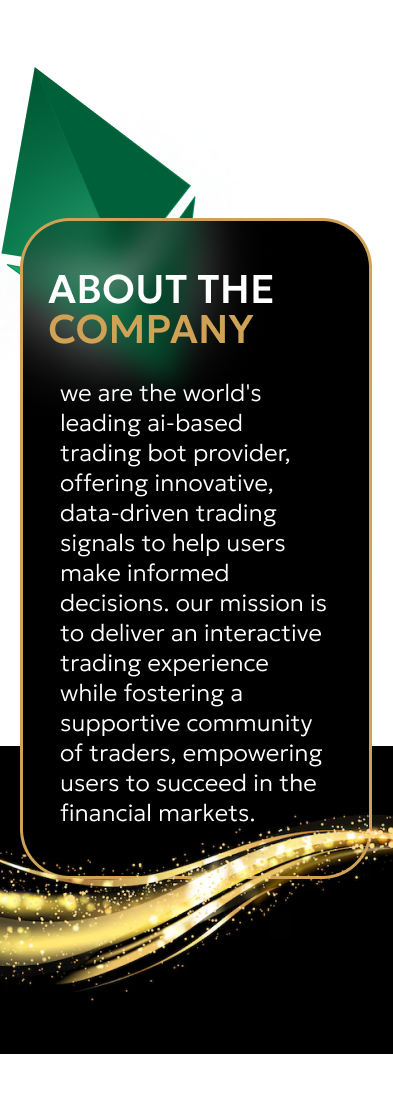 ABOUT THE
COMPANY
we are the world's
leading ai-based
trading bot provider,
offering innovative,
data-driven trading
signals to help users
make informed
decisions. our mission is
to deliver an interactive
trading experience
while fostering a
supportive community
of traders, empowering
users to succeed in the
financial markets.